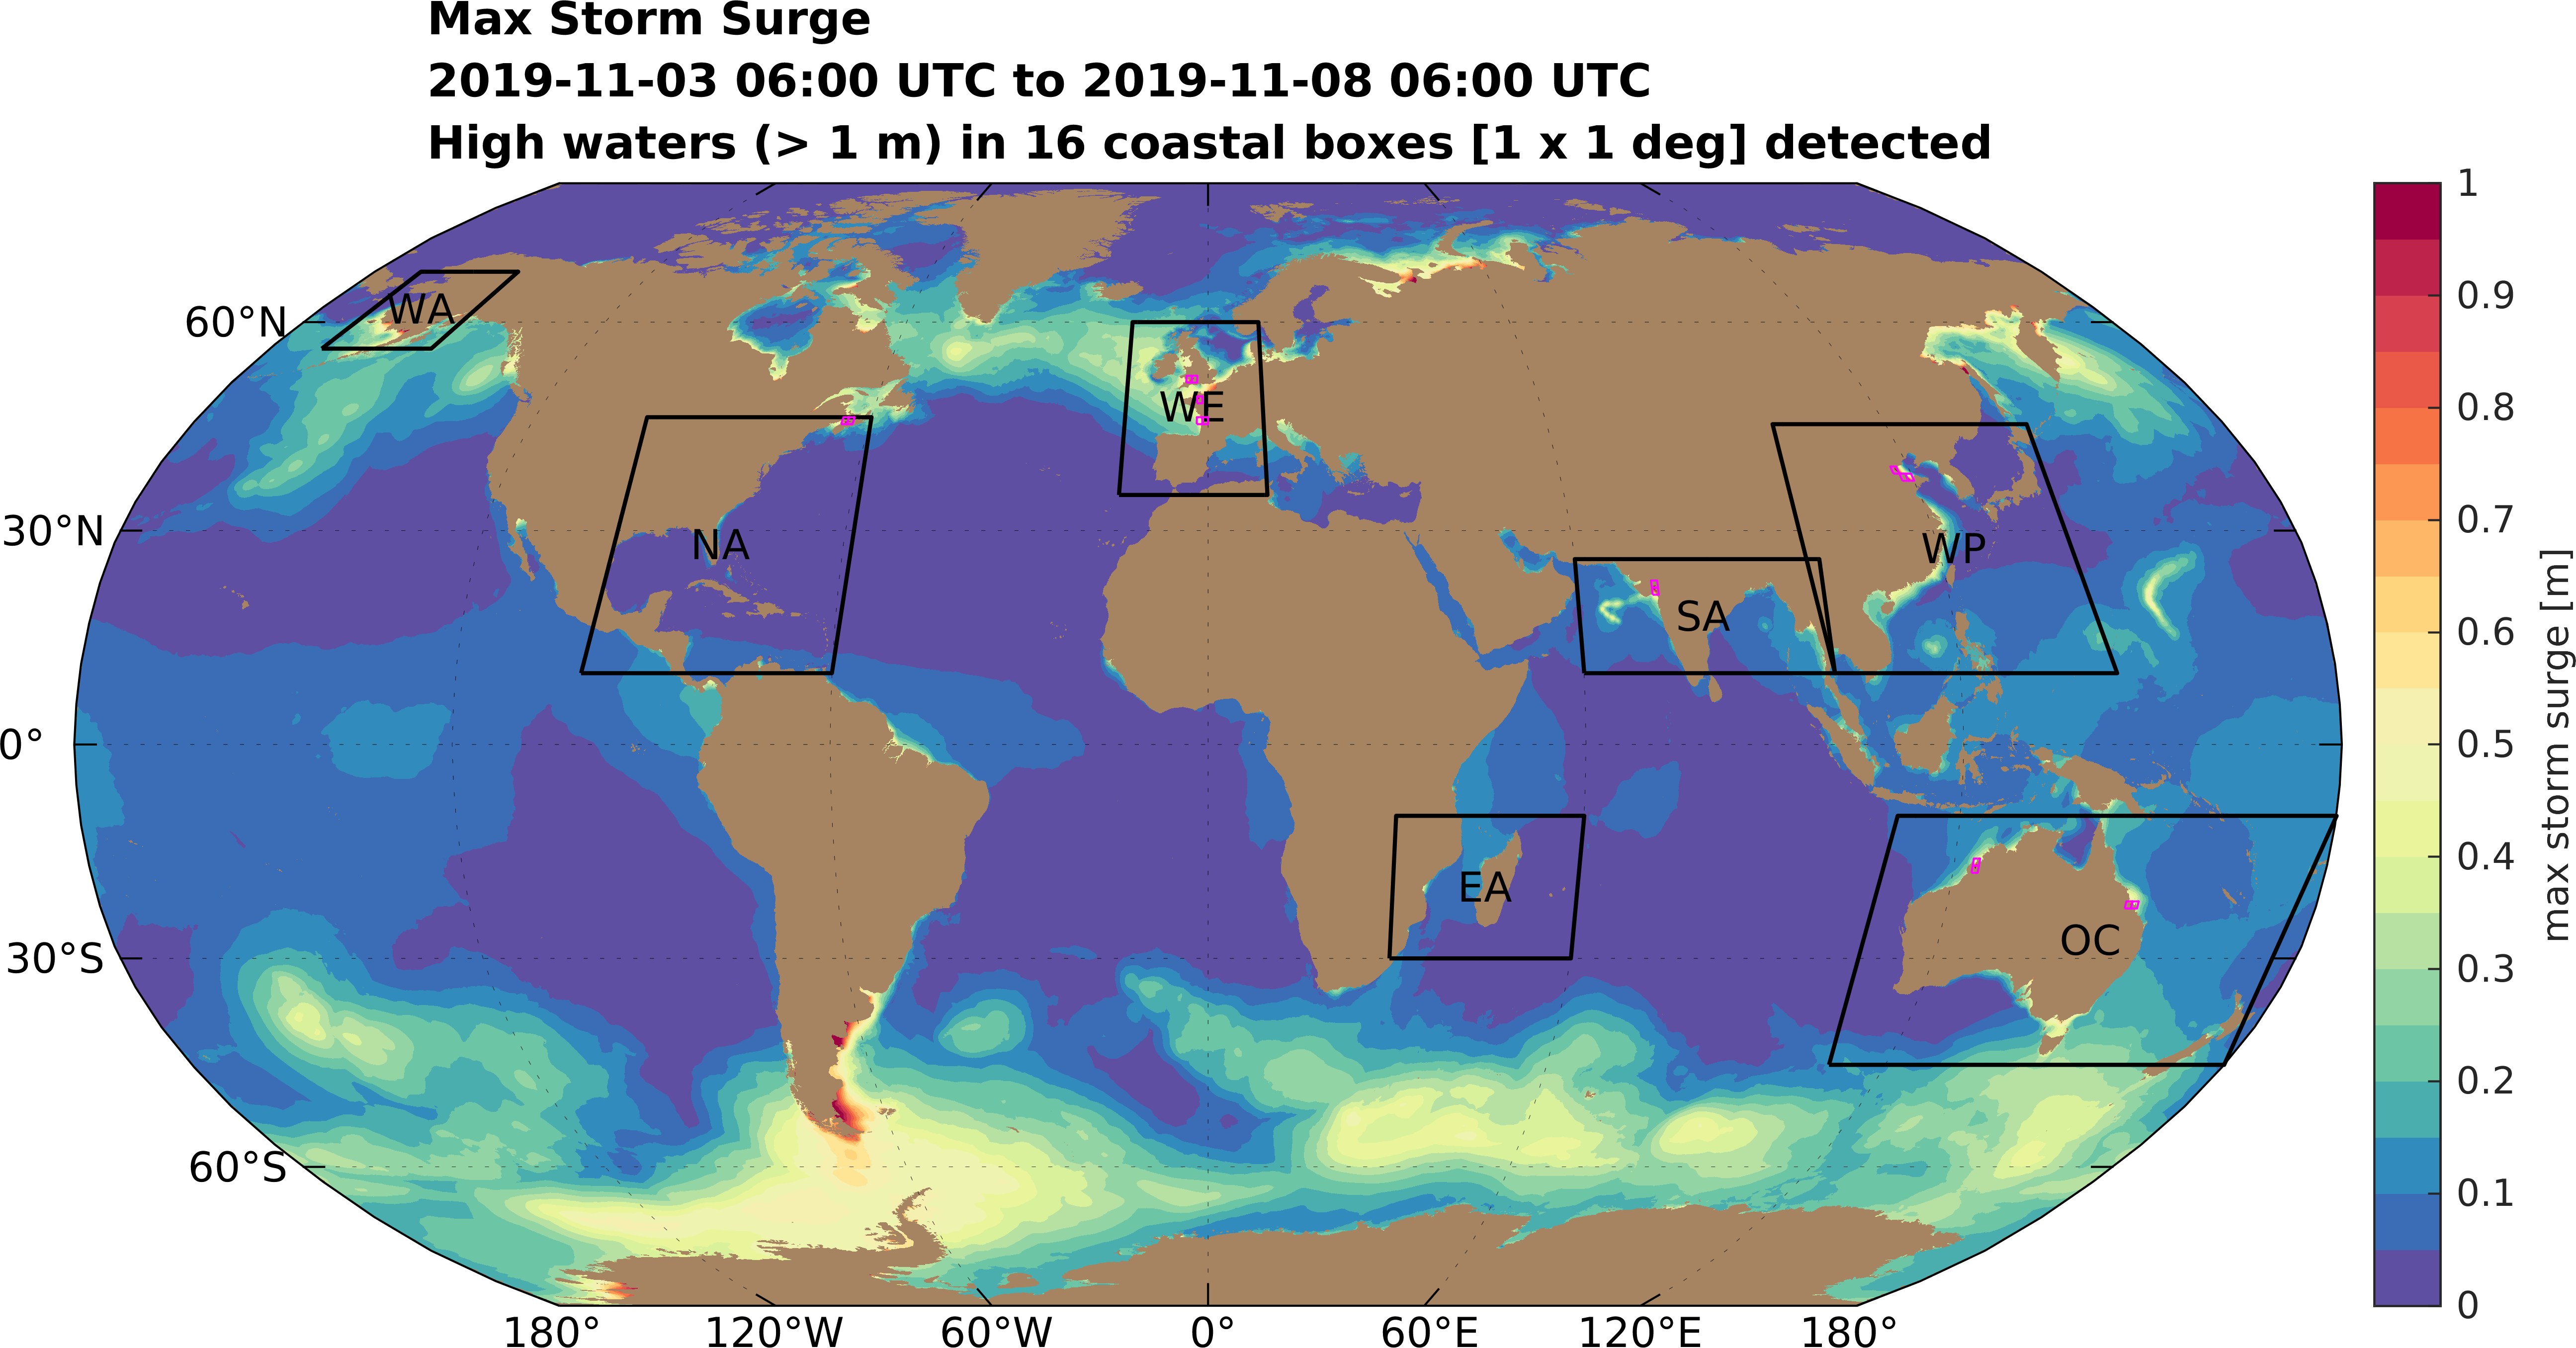 Max Storm Surge
2019-11-03 06:00 UTC to 2019-11-08 06:00 UTC
High waters (> 1 m) in 16 coastal boxes [1 x 1 deg] detected
60°N
30°N
0°
30°S
60°S
WA
NA
WE
SA
WP
EA
OC
180°
120°W
60°W
0°
60°E
120°E
180°
1
0.9
0.8
0.7
0.6
0.5
0.4
0.3
0.2
0.1
0
max storm surge [m]